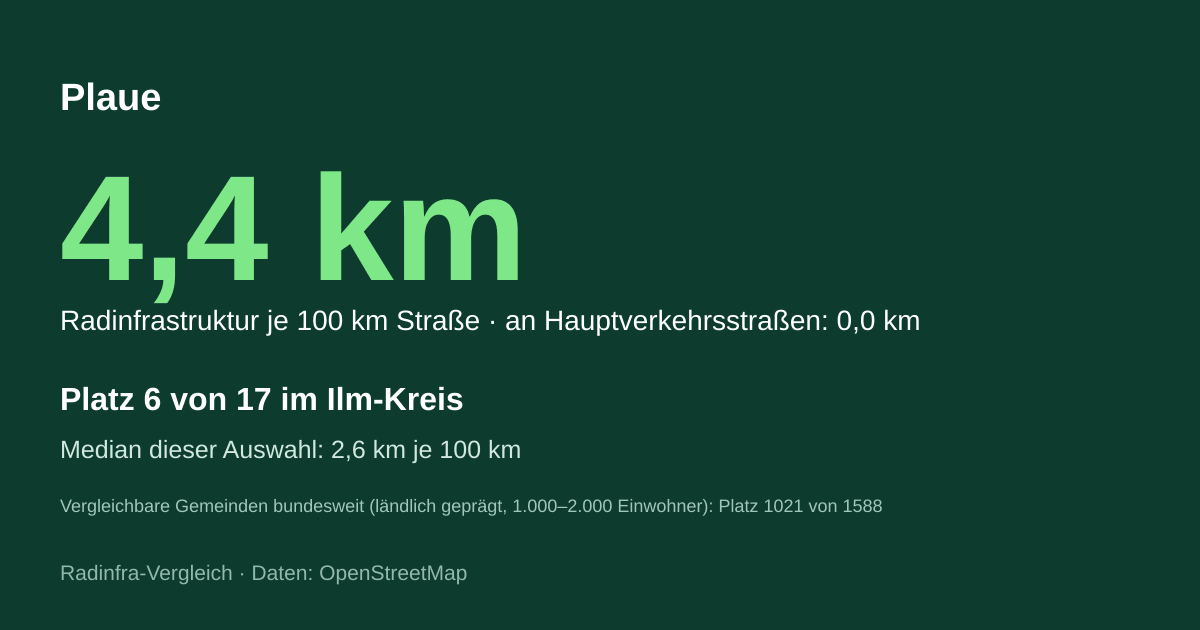 Plaue
4,4 km
Radinfrastruktur je 100 km Straße · an Hauptverkehrsstraßen: 0,0 km
Platz 6 von 17 im Ilm-Kreis
Median dieser Auswahl: 2,6 km je 100 km
Vergleichbare Gemeinden bundesweit (ländlich geprägt, 1.000–2.000 Einwohner): Platz 1021 von 1588
Radinfra-Vergleich · Daten: OpenStreetMap